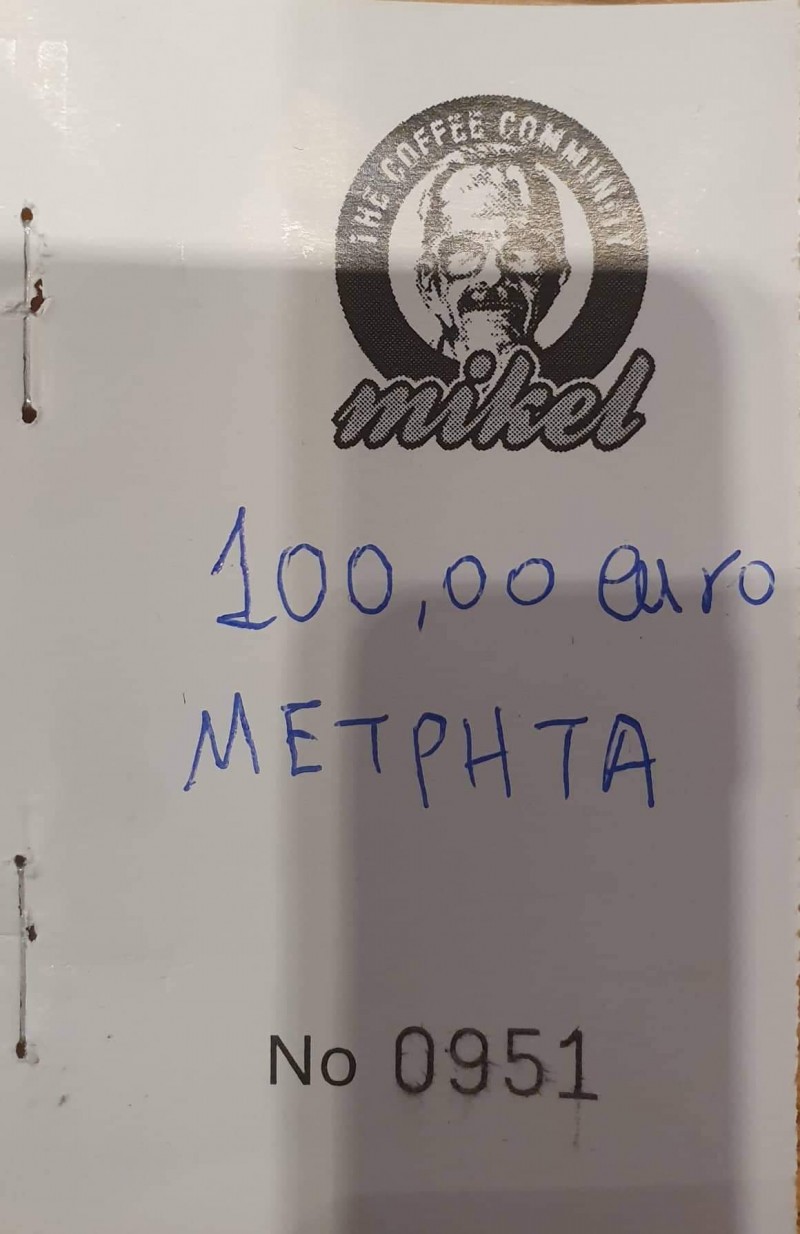 THE COFFEE COMMUNITY
mikel
100,00 euro
ΜΕΤΡΗΤΑ
No 0951